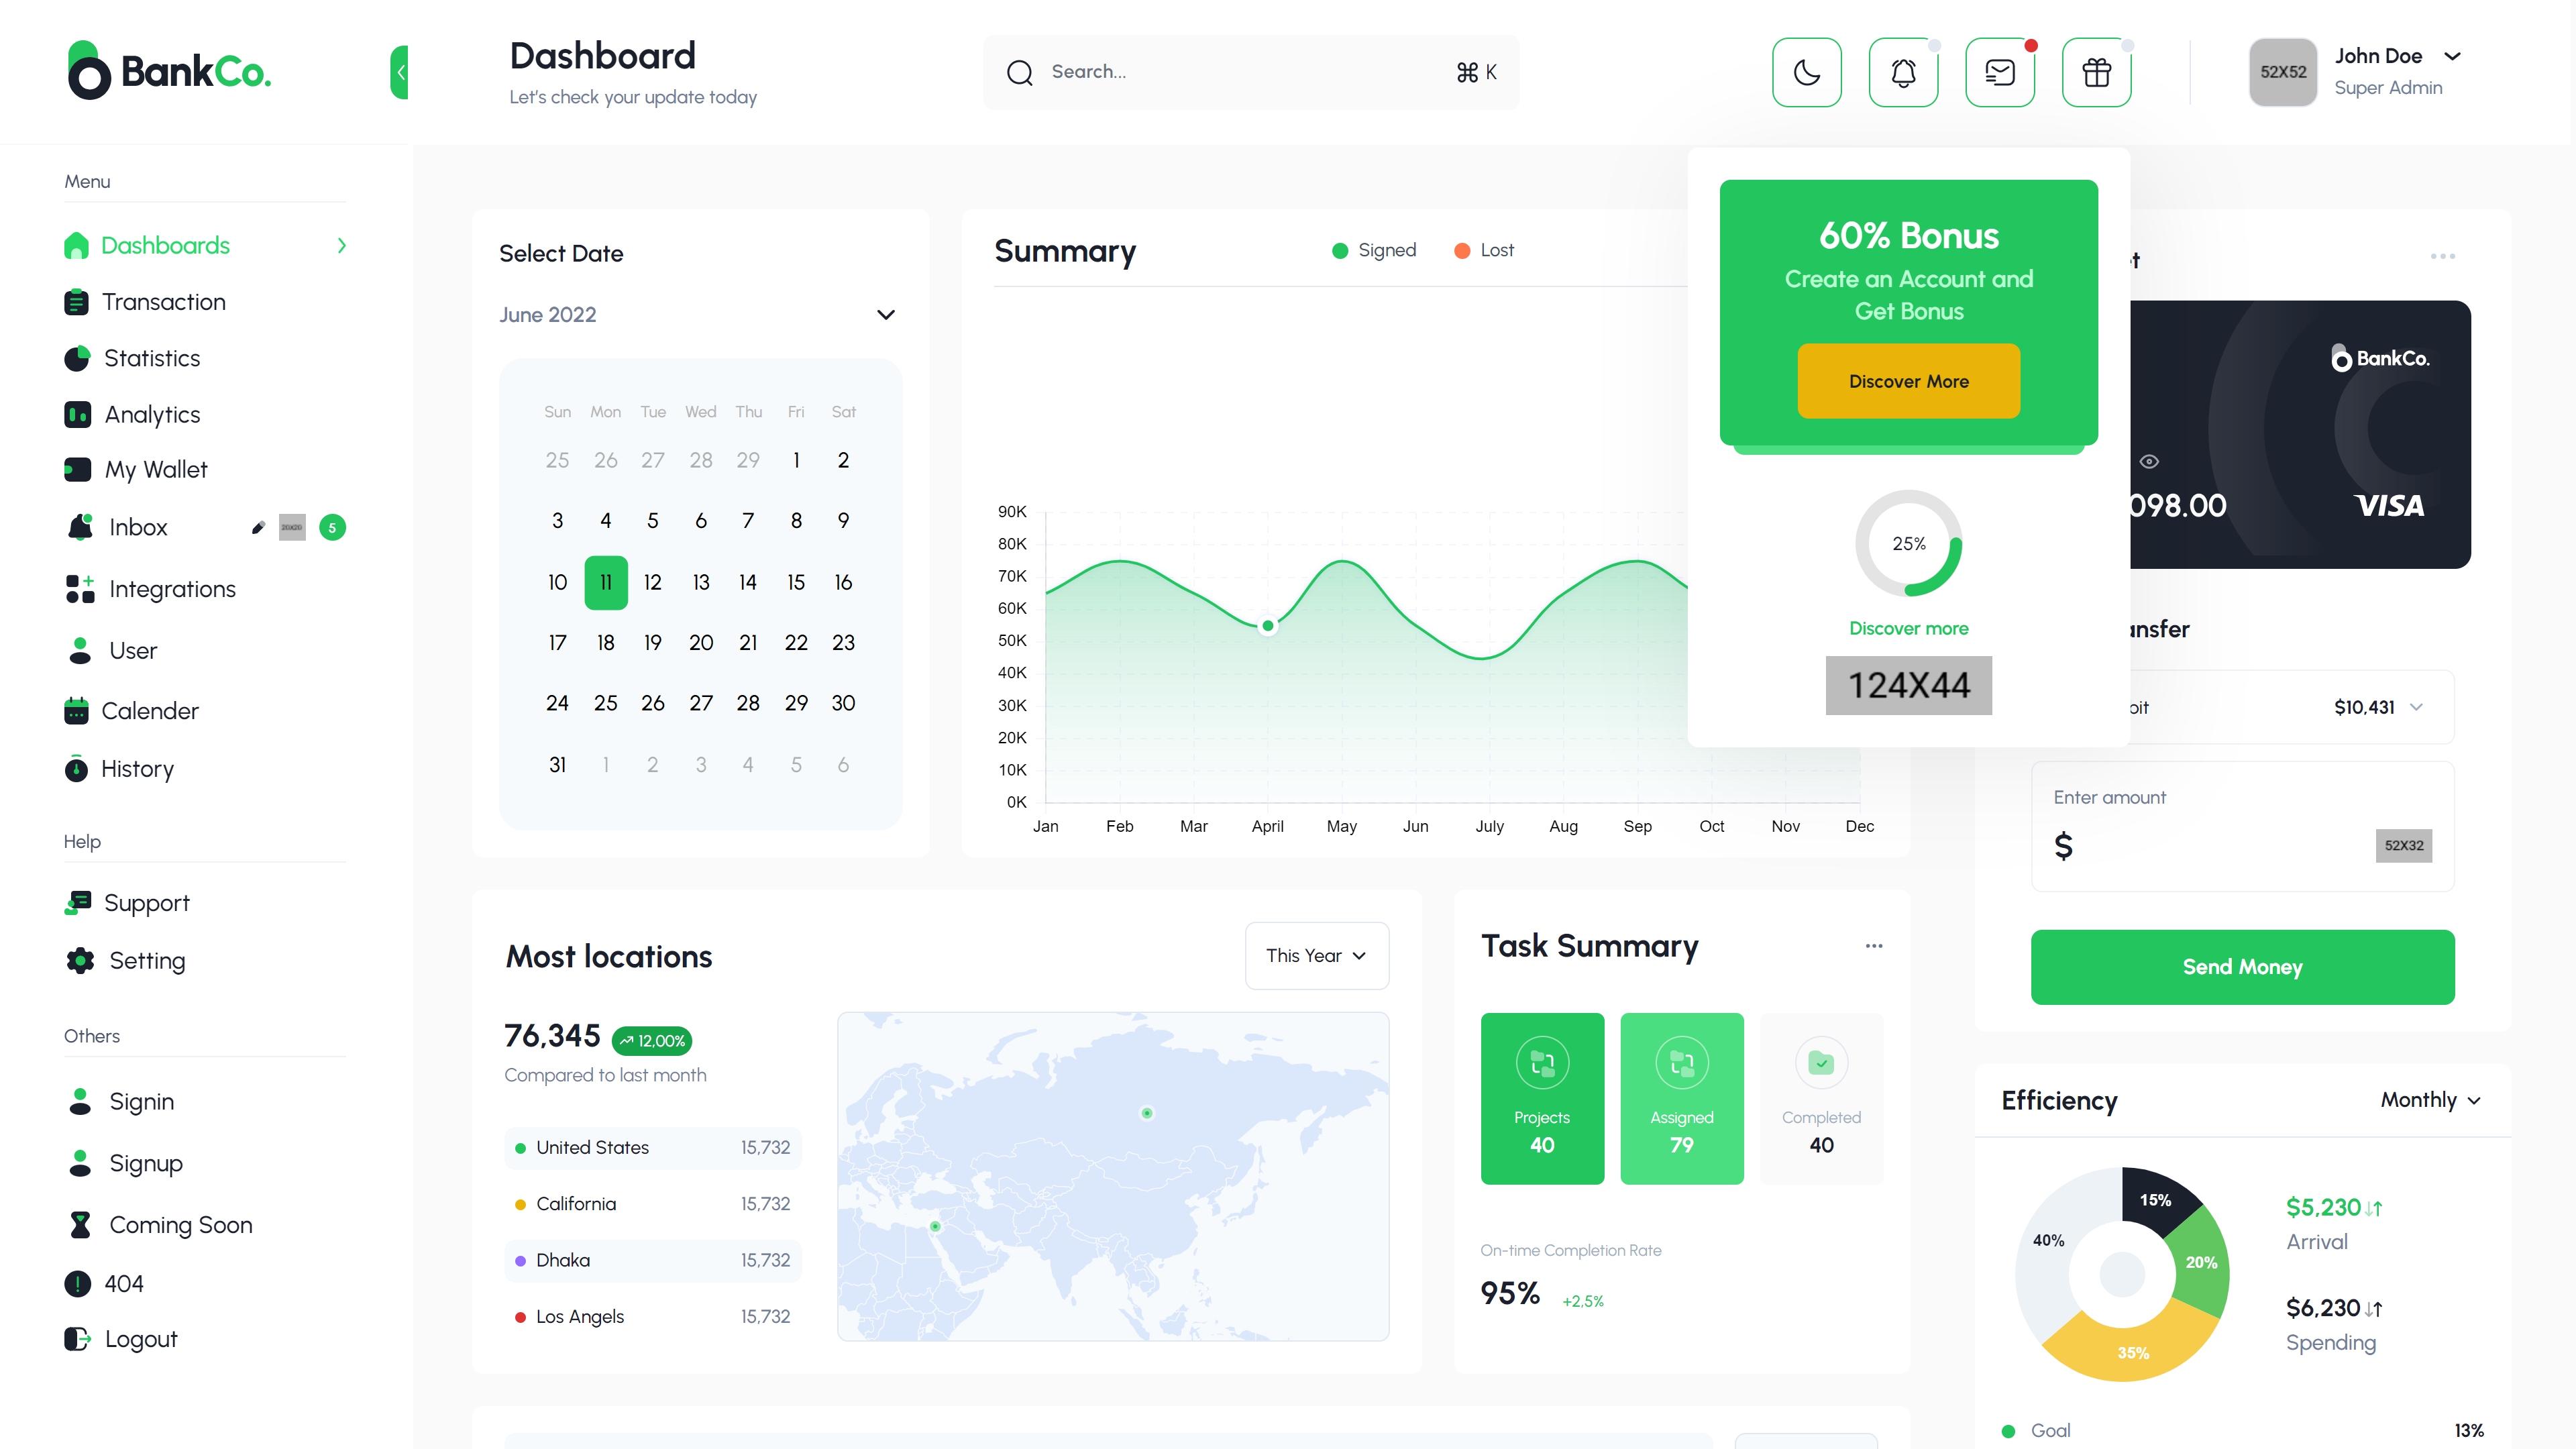 BankCo.
Dashboard
Let's check your update today
Search...
⌘ K
52X52
John Doe
Super Admin
Menu
Dashboards
Transaction
Statistics
Analytics
My Wallet
Inbox
20X20
5
Integrations
User
Calender
History
Help
Support
Setting
Others
Signin
Signup
Coming Soon
404
Logout
Select Date
June 2022
Sun Mon Tue Wed Thu Fri Sat
25 26 27 28 29 1 2
3 4 5 6 7 8 9
10 11 12 13 14 15 16
17 18 19 20 21 22 23
24 25 26 27 28 29 30
31 1 2 3 4 5 6
Summary
Signed
Lost
90K
80K
70K
60K
50K
40K
30K
20K
10K
0K
Jan Feb Mar April May Jun July Aug Sep Oct Nov Dec
60% Bonus
Create an Account and
Get Bonus
Discover More
25%
Discover more
124X44
BankCo.
098.00
VISA
$10,431
Enter amount
$
52X32
Send Money
Most locations
This Year
76,345
12,00%
Compared to last month
United States 15,732
California 15,732
Dhaka 15,732
Los Angels 15,732
Task Summary
Projects
40
Assigned
79
Completed
40
On-time Completion Rate
95%
+2,5%
Efficiency
Monthly
15%
20%
35%
40%
$5,230
Arrival
$6,230
Spending
Goal
13%